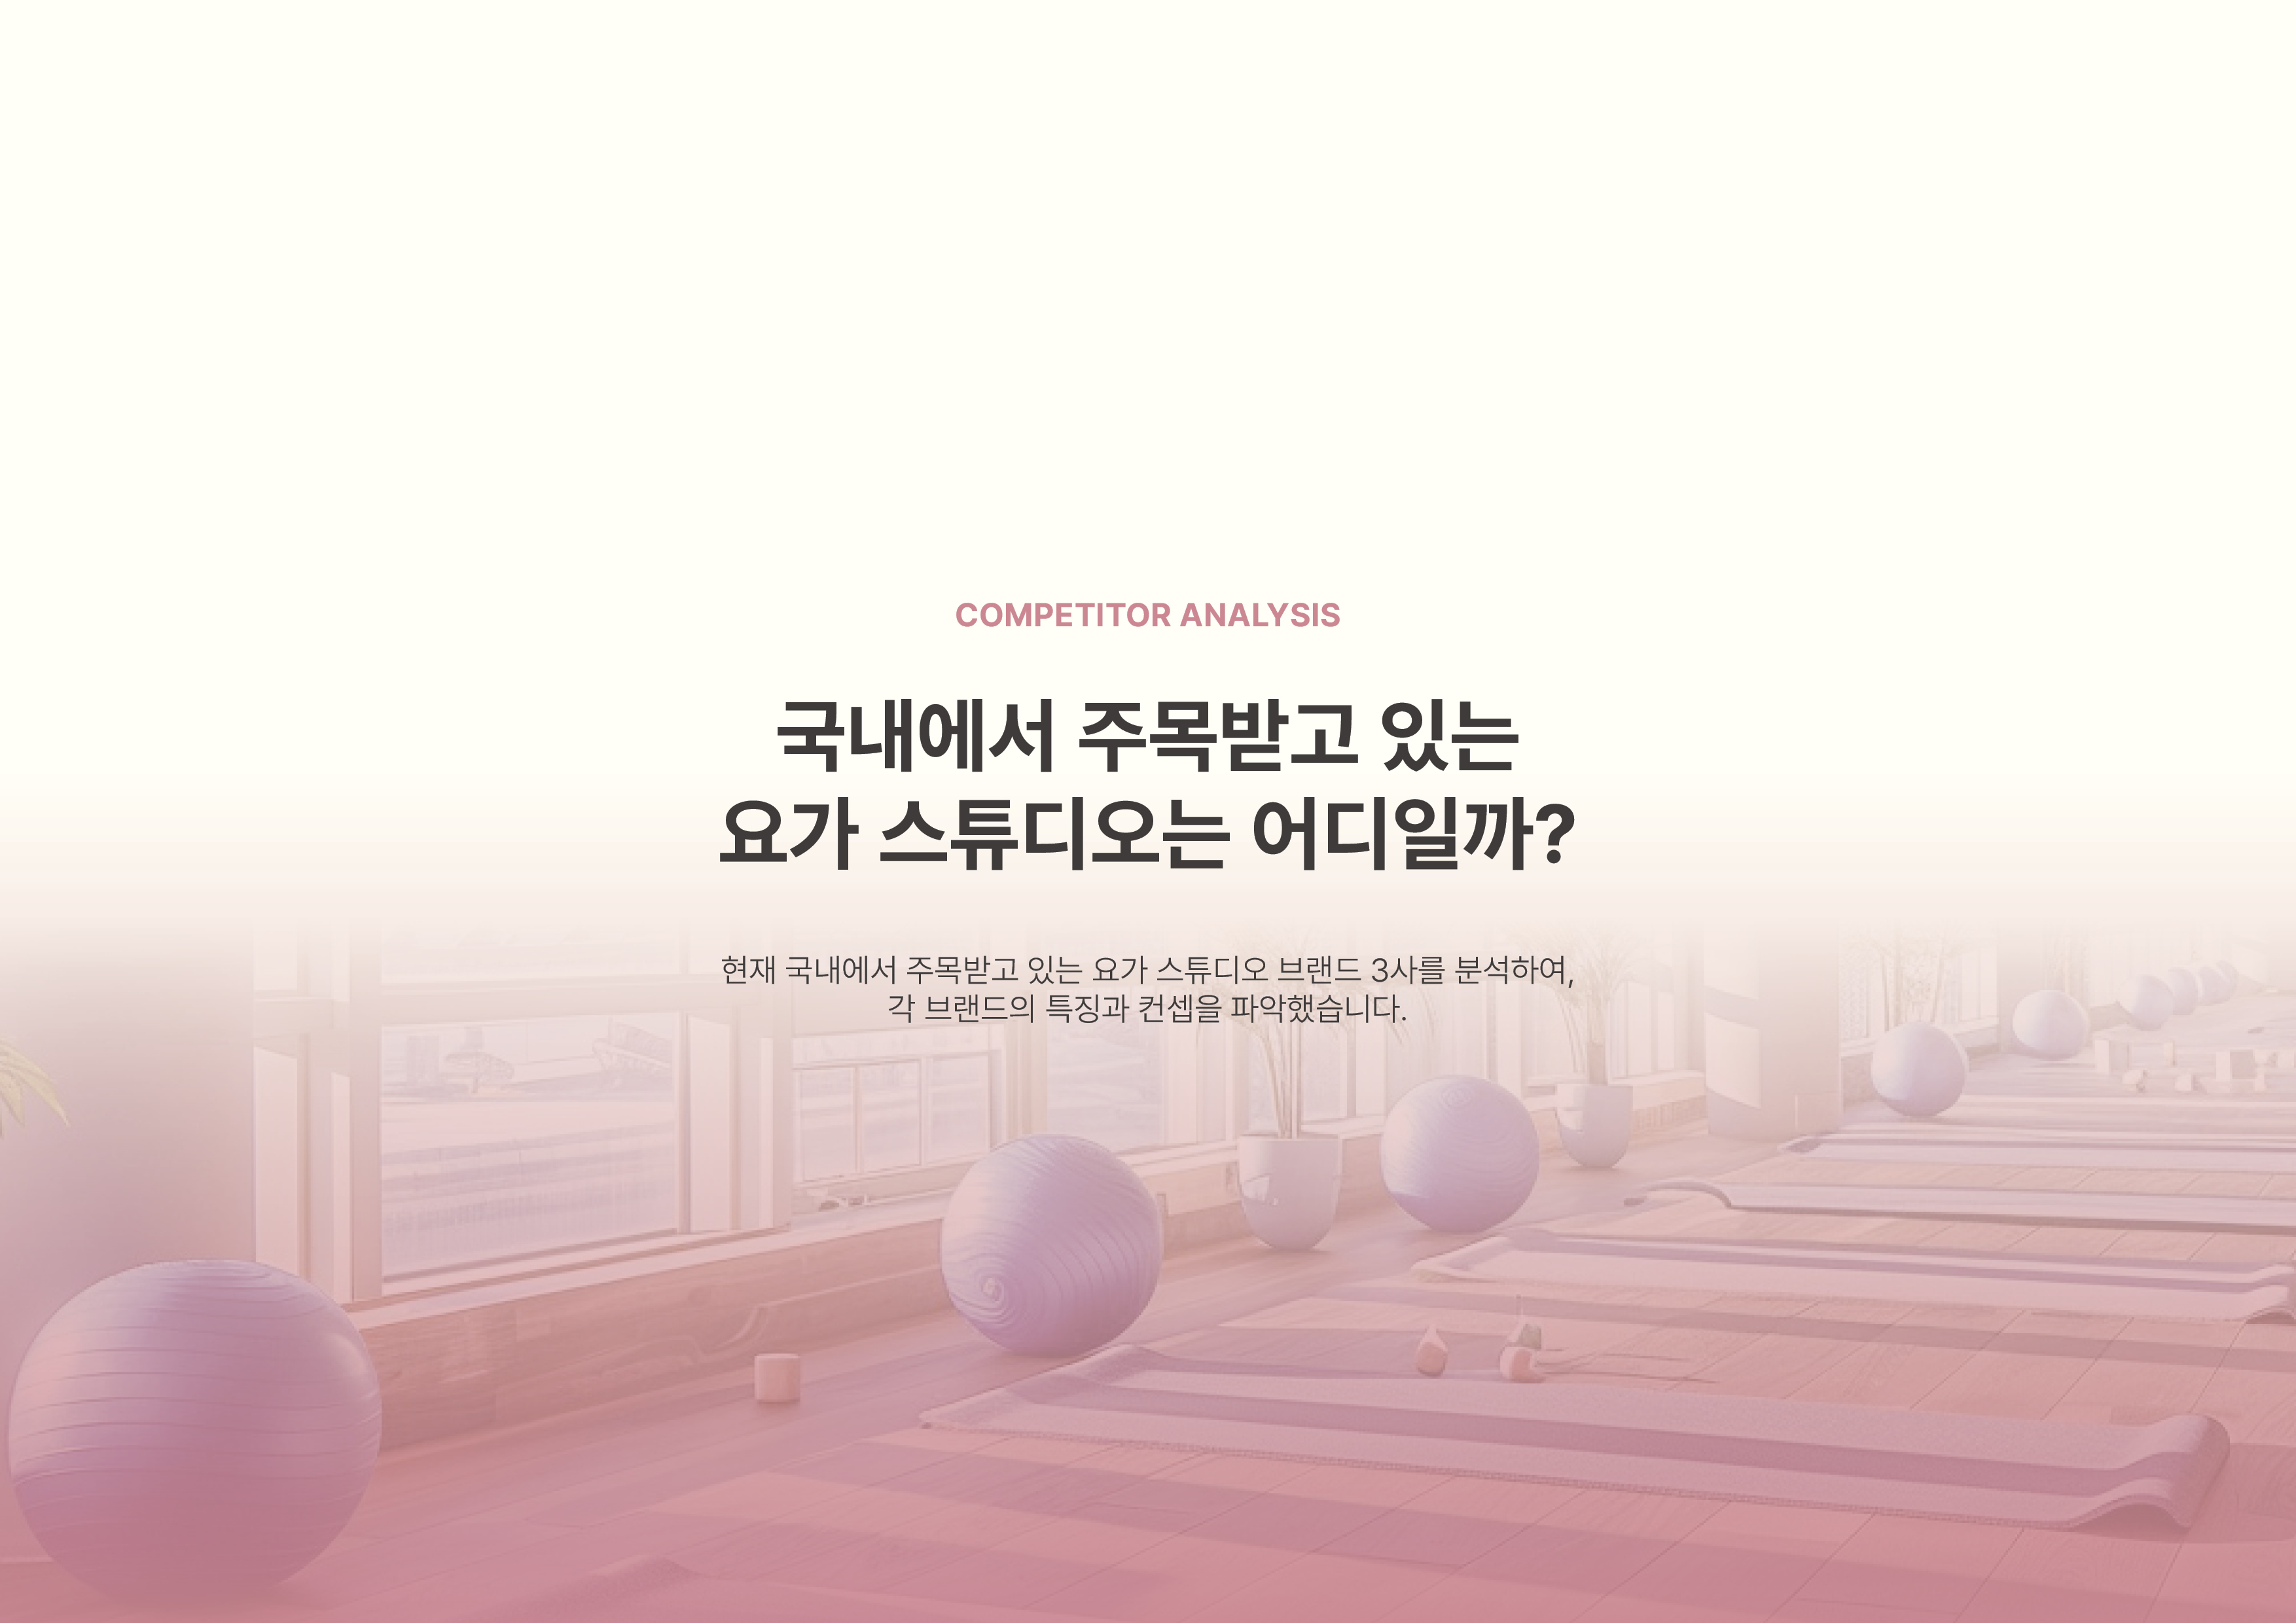 COMPETITOR ANALYSIS
국내에서 주목받고 있는
요가 스튜디오는 어디일까?
현재 국내에서 주목받고 있는 요가 스튜디오 브랜드 3사를 분석하여,
각 브랜드의 특징과 컨셉을 파악했습니다.